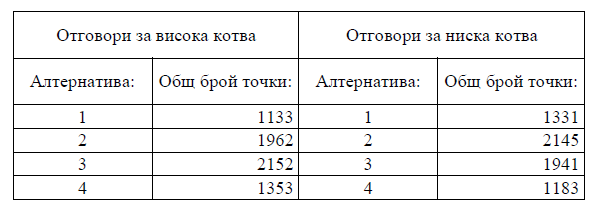 Отговори за висока котва Отговори за ниска котва
Алтернатива: Общ брой точки: Алтернатива: Общ брой точки:
1 1133 1 1331
2 1962 2 2145
3 2152 3 1941
4 1353 4 1183